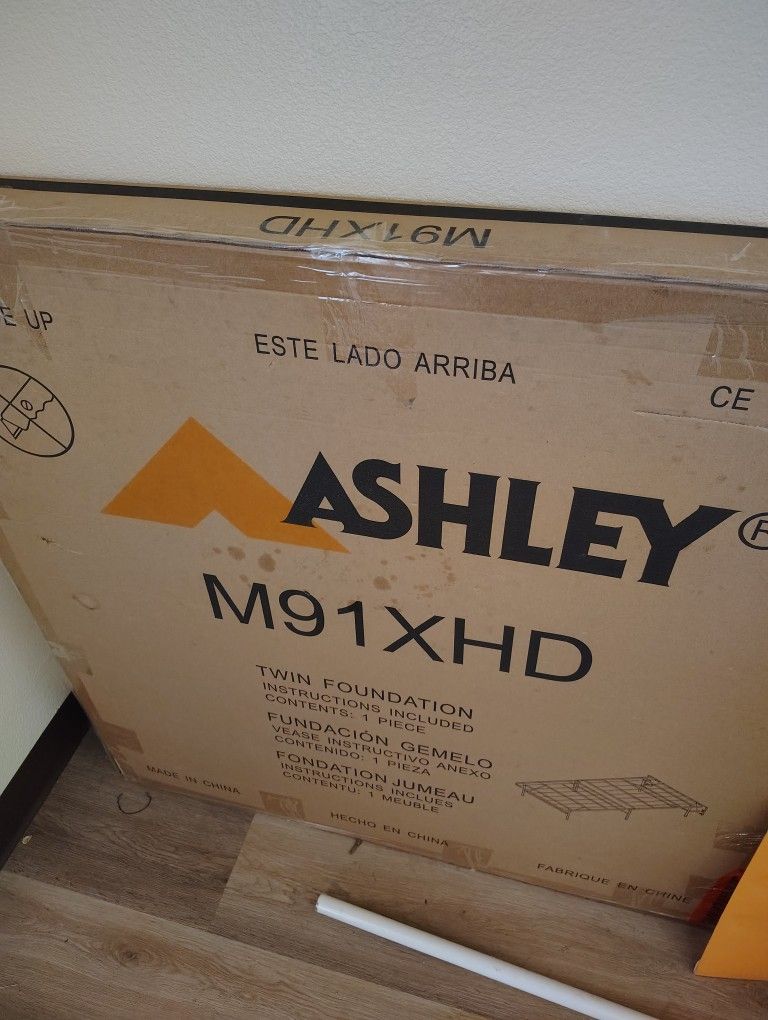 M91XHD
E UP
ESTE LADO ARRIBA
CE
ASHLEY®
M91XHD
TWIN FOUNDATION
INSTRUCTIONS INCLUDED
CONTENTS: 1 PIECE
FUNDACIÓN GEMELO
VEASE INSTRUCTIVO ANEXO
CONTENIDO: 1 PIEZA
FONDATION JUMEAU
INSTRUCTIONS INCLUES
CONTENU: 1 MEUBLE
MADE IN CHINA
HECHO EN CHINA
FABRIQUE EN CHINE